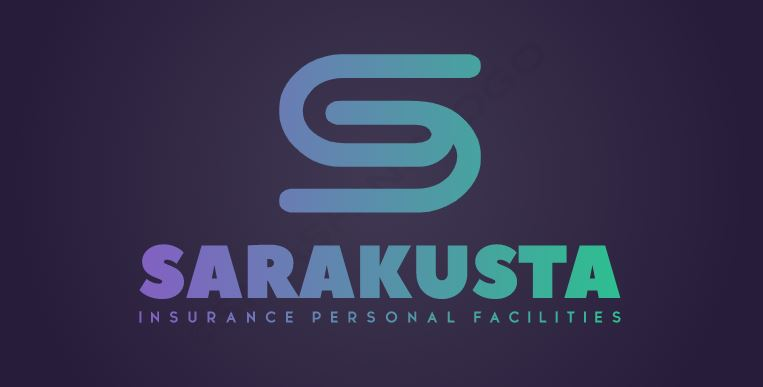 SARAKUSTA
INSURANCE PERSONAL FACILITIES